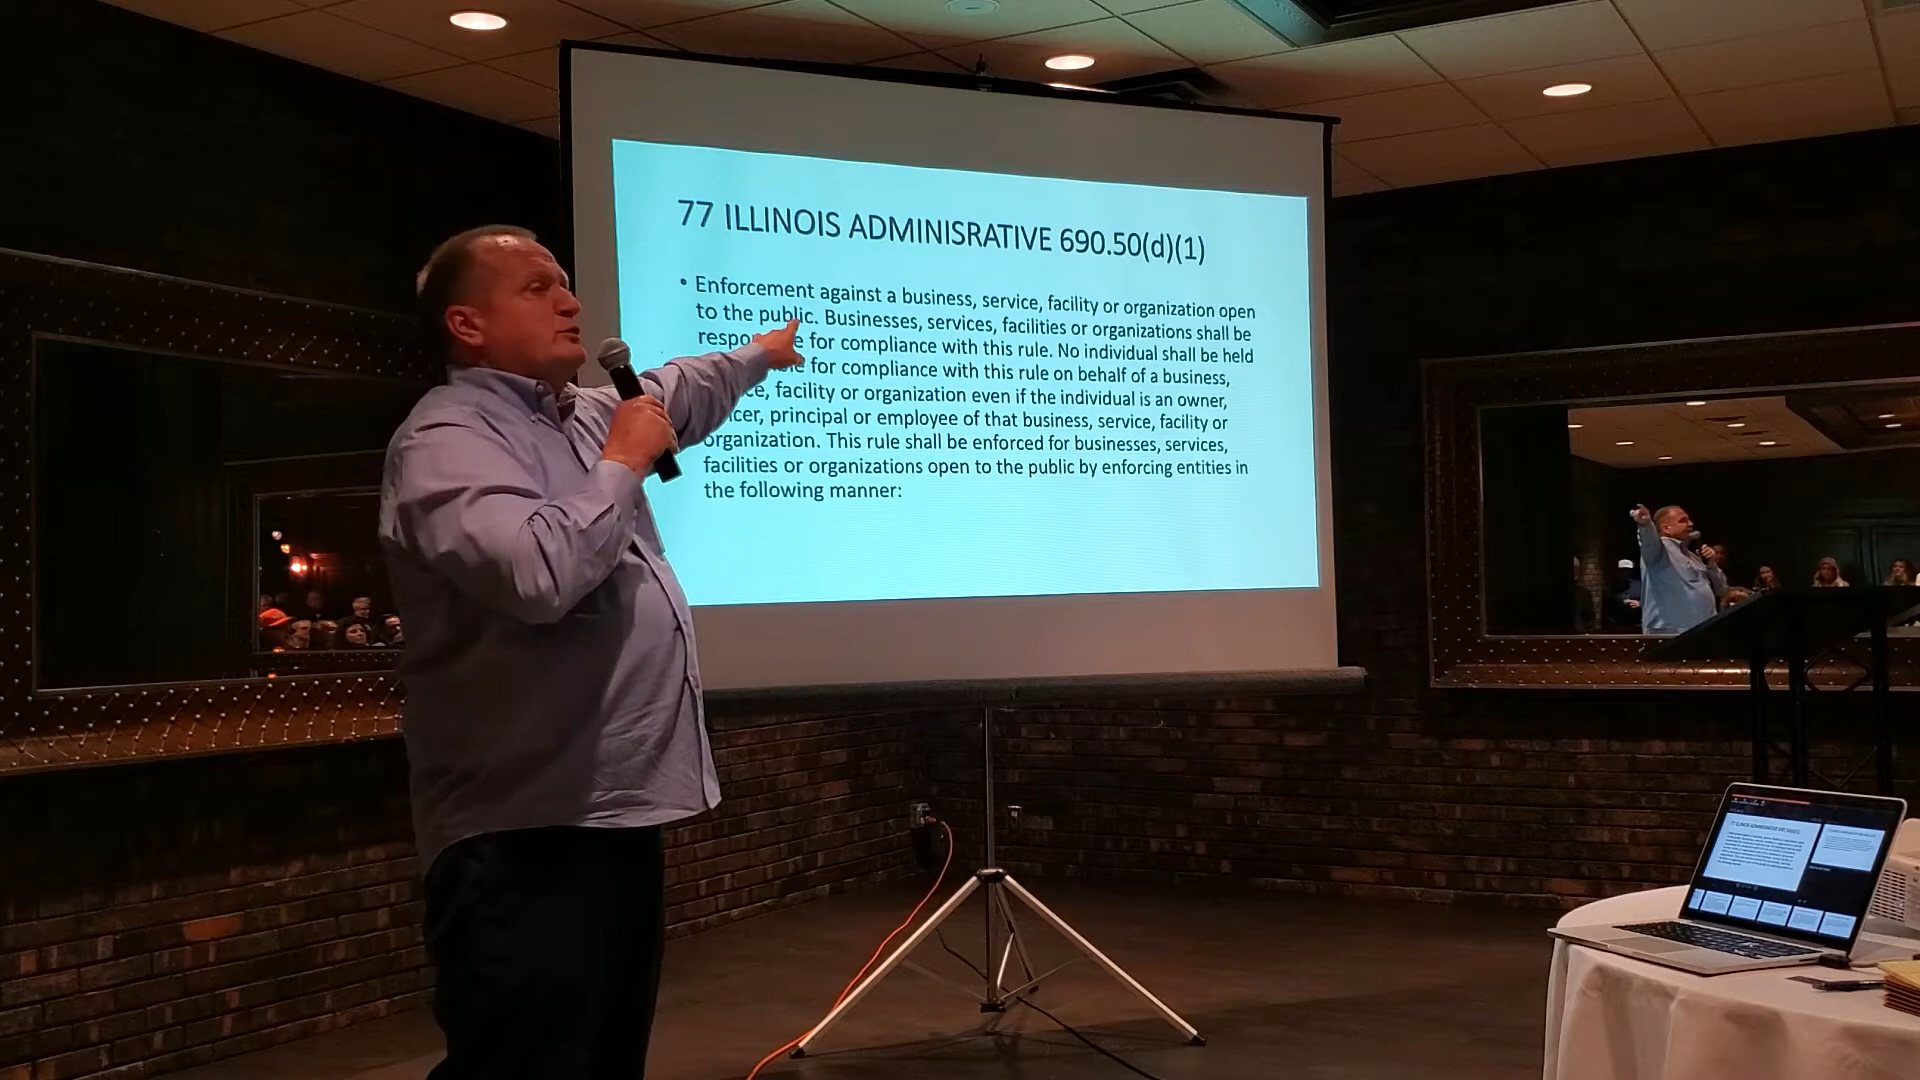 77 ILLINOIS ADMINISRATIVE 690.50(d)(1)
• Enforcement against a business, service, facility or organization open
to the public. Businesses, services, facilities or organizations shall be
respo e for compliance with this rule. No individual shall be held
for compliance with this rule on behalf of a business,
ce, facility or organization even if the individual is an owner,
icer, principal or employee of that business, service, facility or
organization. This rule shall be enforced for businesses, services,
facilities or organizations open to the public by enforcing entities in
the following manner: